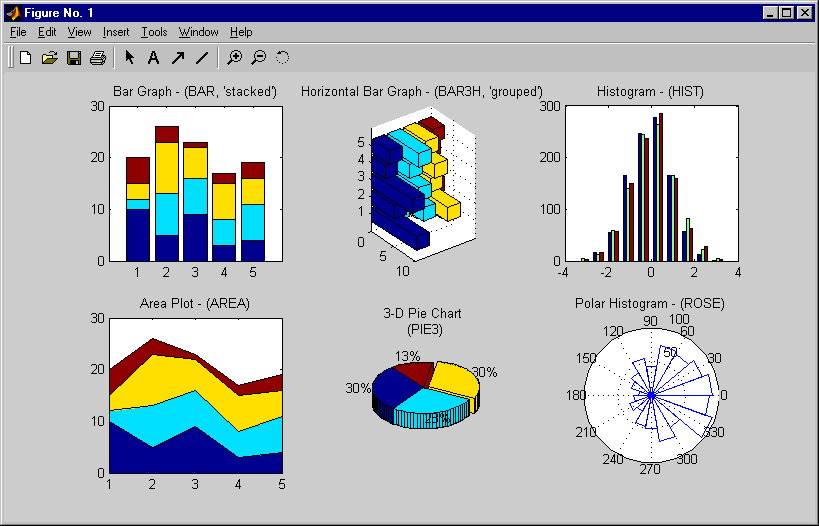 Figure No. 1
File Edit View Insert Tools Window Help
A
Bar Graph - (BAR, 'stacked')
30
20
10
0
1 2 3 4 5
Horizontal Bar Graph - (BAR3H, 'grouped')
5
4
3
2
1
0
5
10
Histogram - (HIST)
300
200
100
0
-4 -2 0 2 4
Area Plot - (AREA)
30
20
10
0
1 2 3 4 5
3-D Pie Chart
(PIE3)
13%
30%
30%
Polar Histogram - (ROSE)
90 100
120 60
50
150 30
180 0
210 330
240 300
270